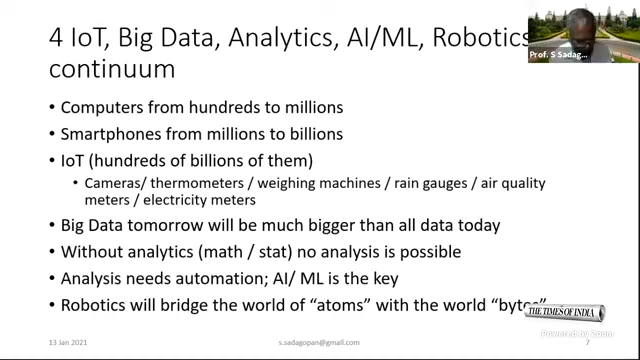 4 IoT, Big Data, Analytics, AI/ML, Robotics
continuum
Prof. S Sadag...
• Computers from hundreds to millions
• Smartphones from millions to billions
• IoT (hundreds of billions of them)
• Cameras/ thermometers / weighing machines / rain gauges / air quality
meters / electricity meters
• Big Data tomorrow will be much bigger than all data today
• Without analytics (math / stat) no analysis is possible
• Analysis needs automation; AI/ ML is the key
• Robotics will bridge the world of “atoms” with the world “bytes”
THE TIMES OF INDIA
Powered by Zoom
13 Jan 2021
s.sadagopan@gmail.com
7